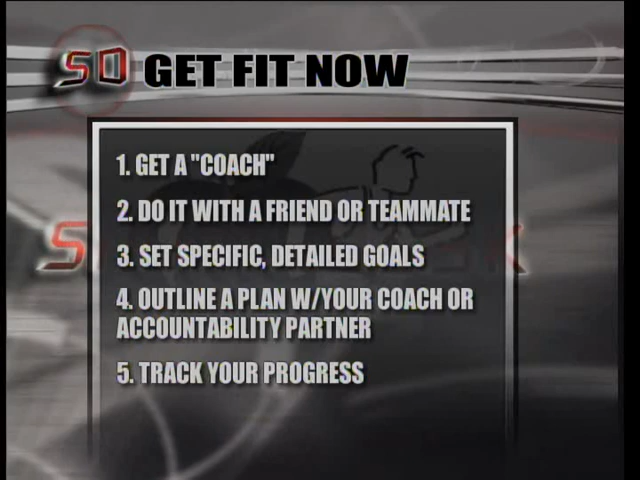 SD GET FIT NOW
1. GET A "COACH"
2. DO IT WITH A FRIEND OR TEAMMATE
3. SET SPECIFIC, DETAILED GOALS
4. OUTLINE A PLAN W/YOUR COACH OR
ACCOUNTABILITY PARTNER
5. TRACK YOUR PROGRESS